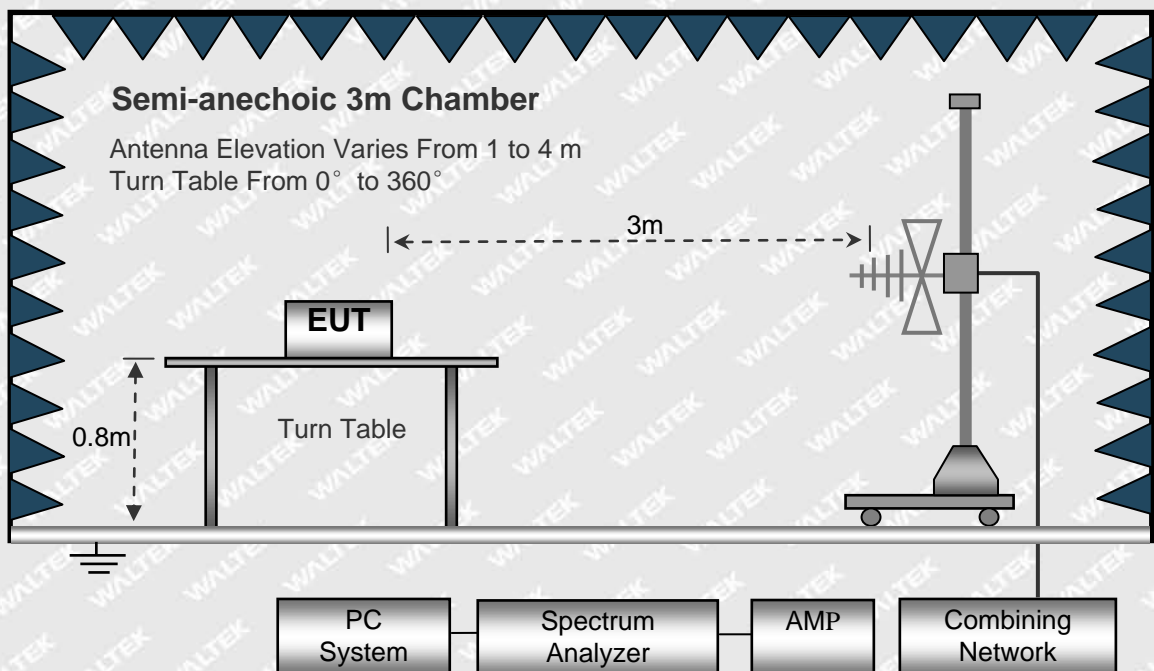 Semi-anechoic 3m Chamber
Antenna Elevation Varies From 1 to 4 m
Turn Table From 0° to 360°
3m
EUT
0.8m
Turn Table
PC
System
Spectrum
Analyzer
AMP
Combining
Network
WALTEK